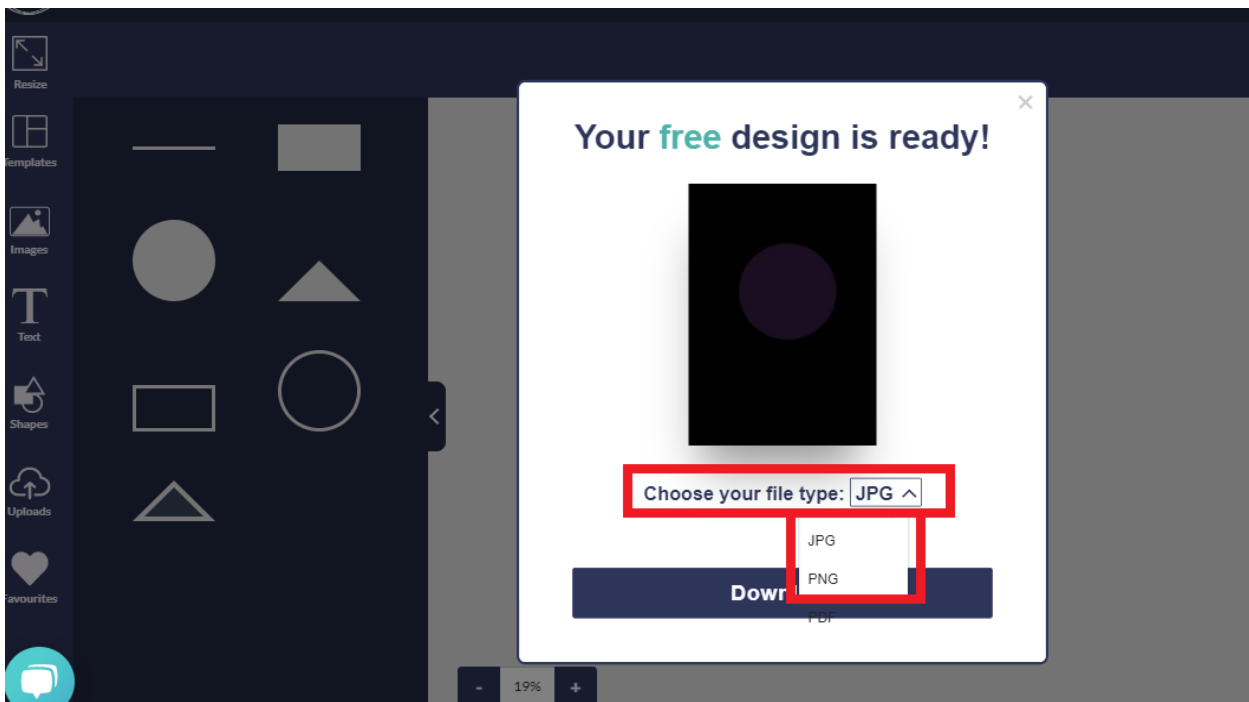 Resize
Templates
Images
Text
Shapes
Uploads
Favourites
Your free design is ready!
Choose your file type: JPG
JPG
PNG
PDF
19%